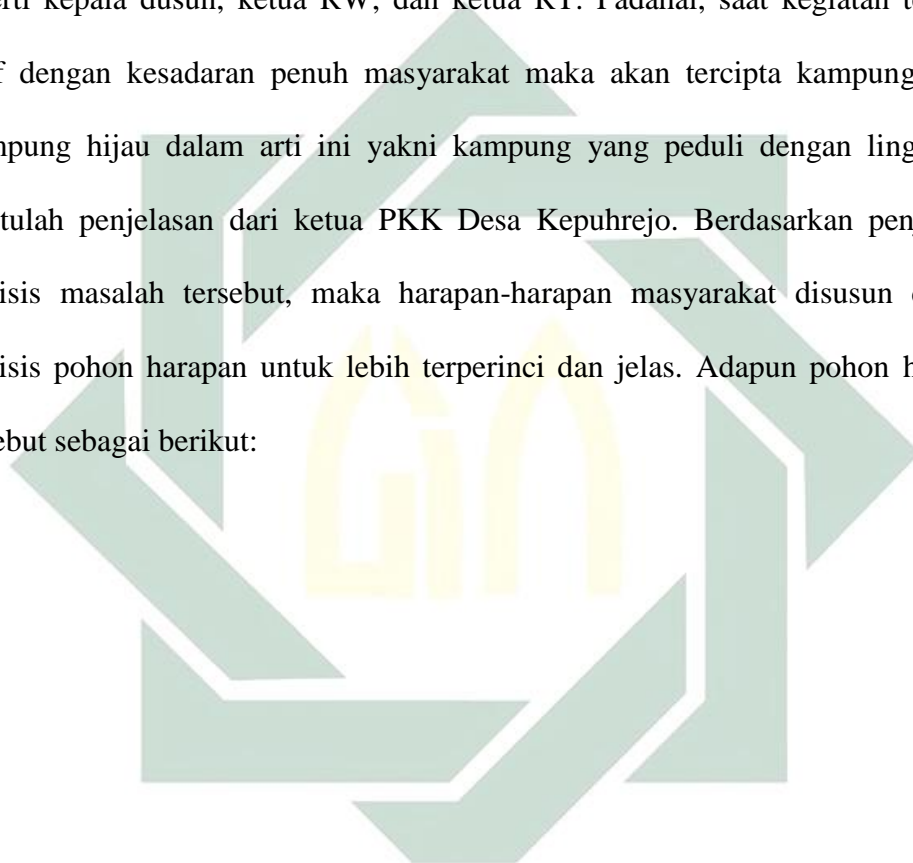 erti kepala dusun, ketua RW, dan ketua RT. Padahal, saat kegiatan te
f dengan kesadaran penuh masyarakat maka akan tercipta kampung
mpung hijau dalam arti ini yakni kampung yang peduli dengan ling
tulah penjelasan dari ketua PKK Desa Kepuhrejo. Berdasarkan penj
isis masalah tersebut, maka harapan-harapan masyarakat disusun
isis pohon harapan untuk lebih terperinci dan jelas. Adapun pohon h
ebut sebagai berikut: